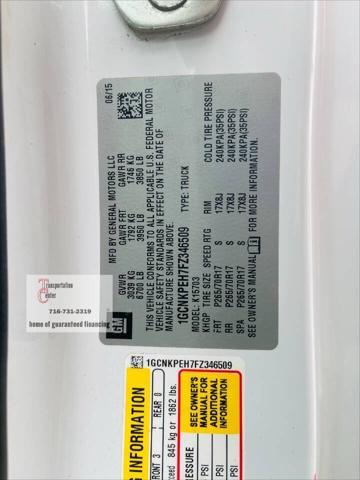 MFD BY GENERAL MOTORS LLC
06/15
GVWR GAWR FRT GAWR RR
3039 KG 1792 KG 1746 KG
6700 LB 3950 LB 3850 LB
THIS VEHICLE CONFORMS TO ALL APPLICABLE U.S. FEDERAL MOTOR
VEHICLE SAFETY STANDARDS IN EFFECT ON THE DATE OF
MANUFACTURE SHOWN ABOVE.
1GCNKPEH7FZ346509
TYPE: TRUCK
MODEL: K15703
KHGP TIRE SIZE SPEED RTG RIM COLD TIRE PRESSURE
FRT P265/70R17 S 17X8J 240KPA(35PSI)
RR P265/70R17 S 17X8J 240KPA(35PSI)
SPA P265/70R17 S 17X8J 240KPA(35PSI)
SEE OWNER'S MANUAL
GM
Transportation
Center
716-731-2319
home of guaranteed financing
1GCNKPEH7FZ346509
INFORMATION
FRONT 3 REAR 0
845 kg or 1862 lbs.
SEE OWNER'S
MANUAL FOR
ADDITIONAL
INFORMATION
PSI
PSI
PSI